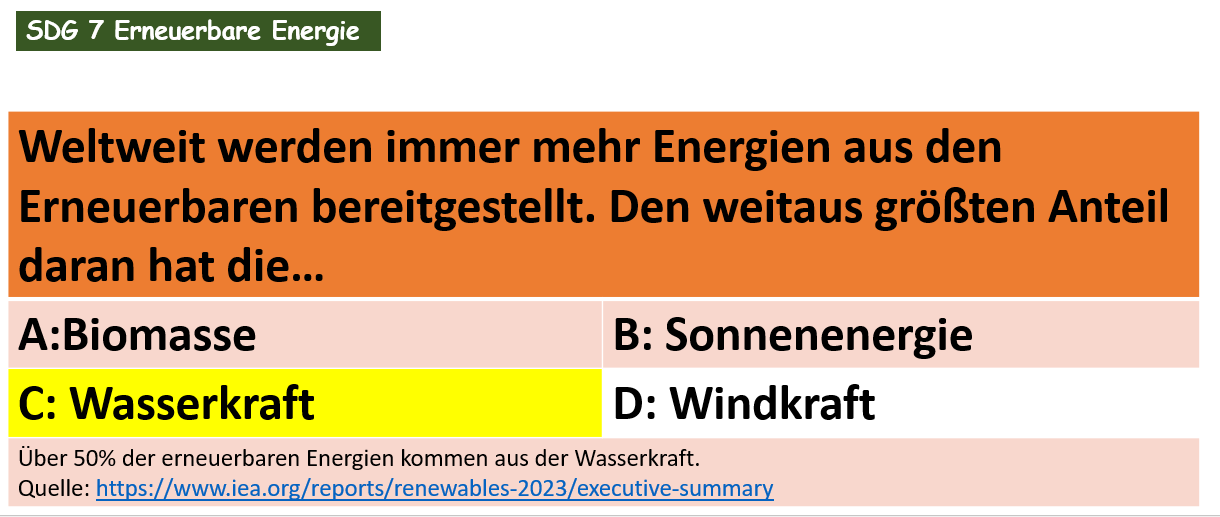 SDG 7 Erneuerbare Energie
Weltweit werden immer mehr Energien aus den
Erneuerbaren bereitgestellt. Den weitaus größten Anteil
daran hat die…
A:Biomasse
B: Sonnenenergie
C: Wasserkraft
D: Windkraft
Über 50% der erneuerbaren Energien kommen aus der Wasserkraft.
Quelle: https://www.iea.org/reports/renewables-2023/executive-summary